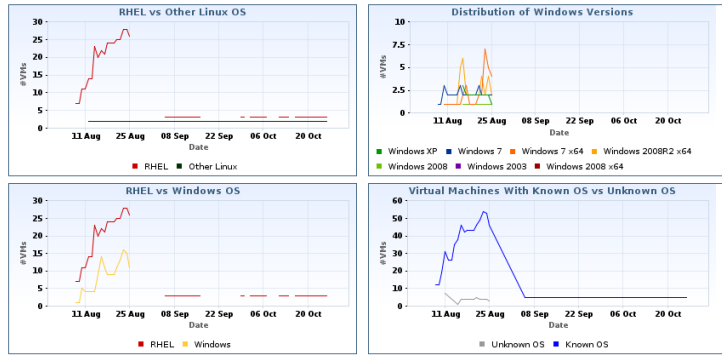 RHEL vs Other Linux OS
30
25
20
15
10
5
0
#VMs
11 Aug 25 Aug 08 Sep 22 Sep 06 Oct 20 Oct
Date
RHEL Other Linux
Distribution of Windows Versions
10
7.5
5
2.5
0
#VMs
11 Aug 25 Aug 08 Sep 22 Sep 06 Oct 20 Oct
Date
Windows XP Windows 7 Windows 7 x64 Windows 2008R2 x64
Windows 2008 Windows 2003 Windows 2008 x64
RHEL vs Windows OS
30
25
20
15
10
5
0
#VMs
11 Aug 25 Aug 08 Sep 22 Sep 06 Oct 20 Oct
Date
RHEL Windows
Virtual Machines With Known OS vs Unknown OS
60
50
40
30
20
10
0
#VMs
11 Aug 25 Aug 08 Sep 22 Sep 06 Oct 20 Oct
Date
Unknown OS Known OS